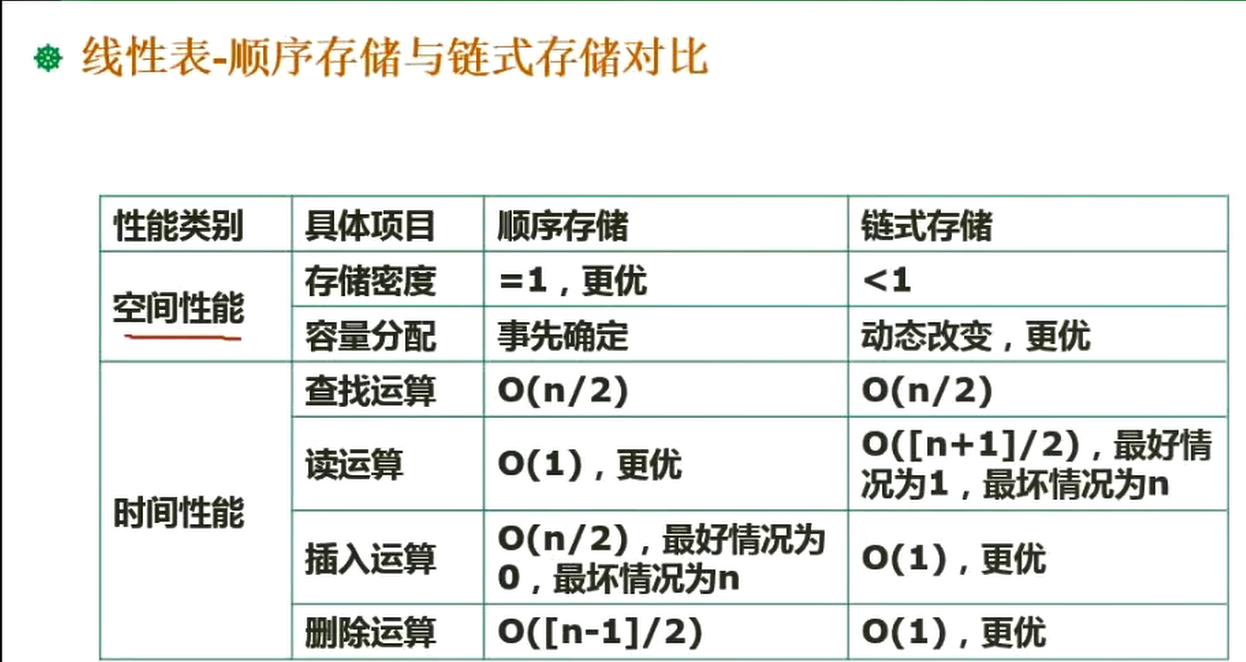 线性表-顺序存储与链式存储对比
性能类别 具体项目 顺序存储 链式存储
空间性能 存储密度 =1，更优 <1
容量分配 事先确定 动态改变，更优
时间性能 查找运算 O(n/2) O(n/2)
读运算 O(1)，更优 O([n+1]/2)，最好情
况为1，最坏情况为n
插入运算 O(n/2)，最好情况为
0，最坏情况为n O(1)，更优
删除运算 O([n-1]/2) O(1)，更优